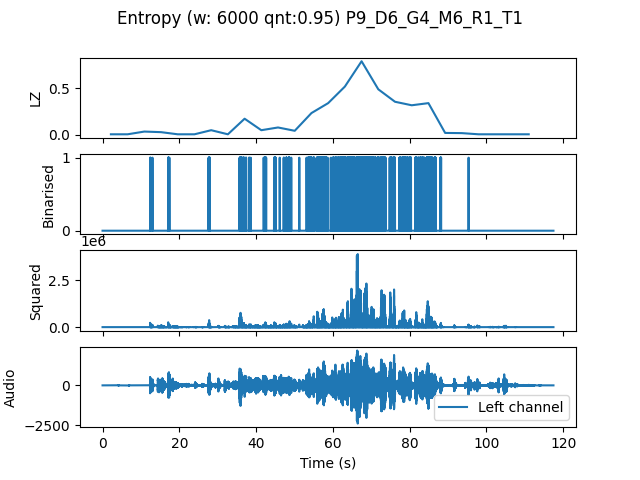 Entropy (w: 6000 qnt:0.95) P9_D6_G4_M6_R1_T1
LZ
0.5
0.0
Binarised
1
0
1e6
Squared
2.5
0.0
Audio
0
−2500
Left channel
0 20 40 60 80 100 120
Time (s)